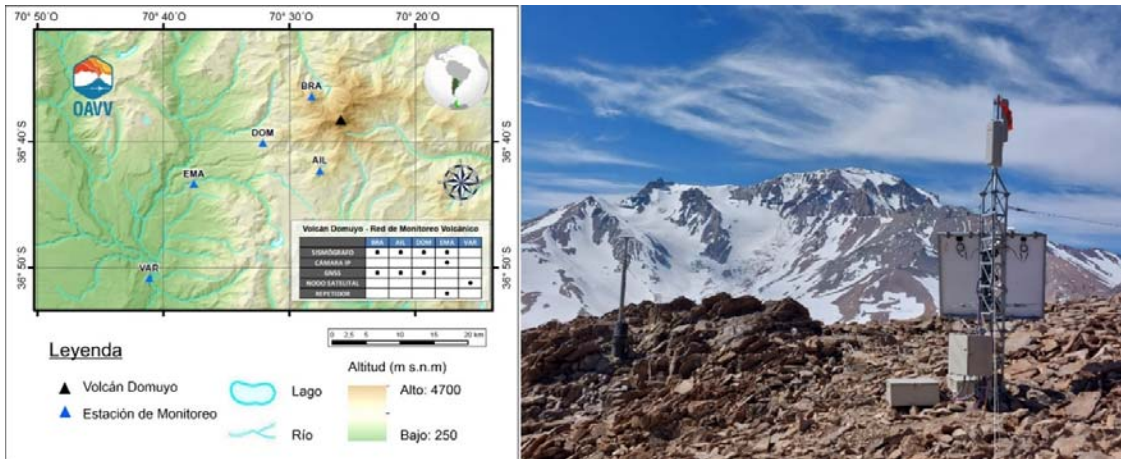 70° 50'O 70° 40'O 70° 30'O 70° 20'O
OAVV
BRA
DOM
36° 40'S 36° 40'S
AIL
EMA
Volcán Domuyo - Red de Monitoreo Volcánico
BRA AIL DOM EMA VAR
SISMÓGRAFO
CÁMARA IP
GNSS
NODO SATELITAL
REPETIDOR
36° 50'S 36° 50'S
VAR
0 2,5 5 10 15 20 km
Leyenda
Volcán Domuyo
Estación de Monitoreo
Lago
Río
Altitud (m s.n.m)
Alto: 4700
Bajo: 250